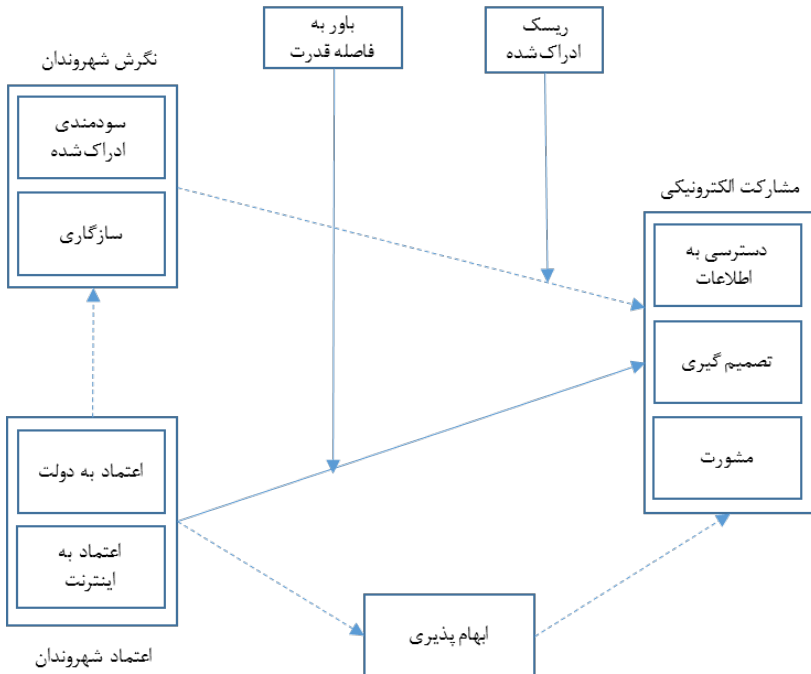 باور به
فاصله قدرت
ریسک
ادراک‌شده
نگرش شهروندان
سودمندی
ادراک‌شده
سازگاری
مشارکت الکترونیکی
دسترسی به
اطلاعات
تصمیم گیری
مشورت
اعتماد به دولت
اعتماد به
اینترنت
اعتماد شهروندان
ابهام پذیری